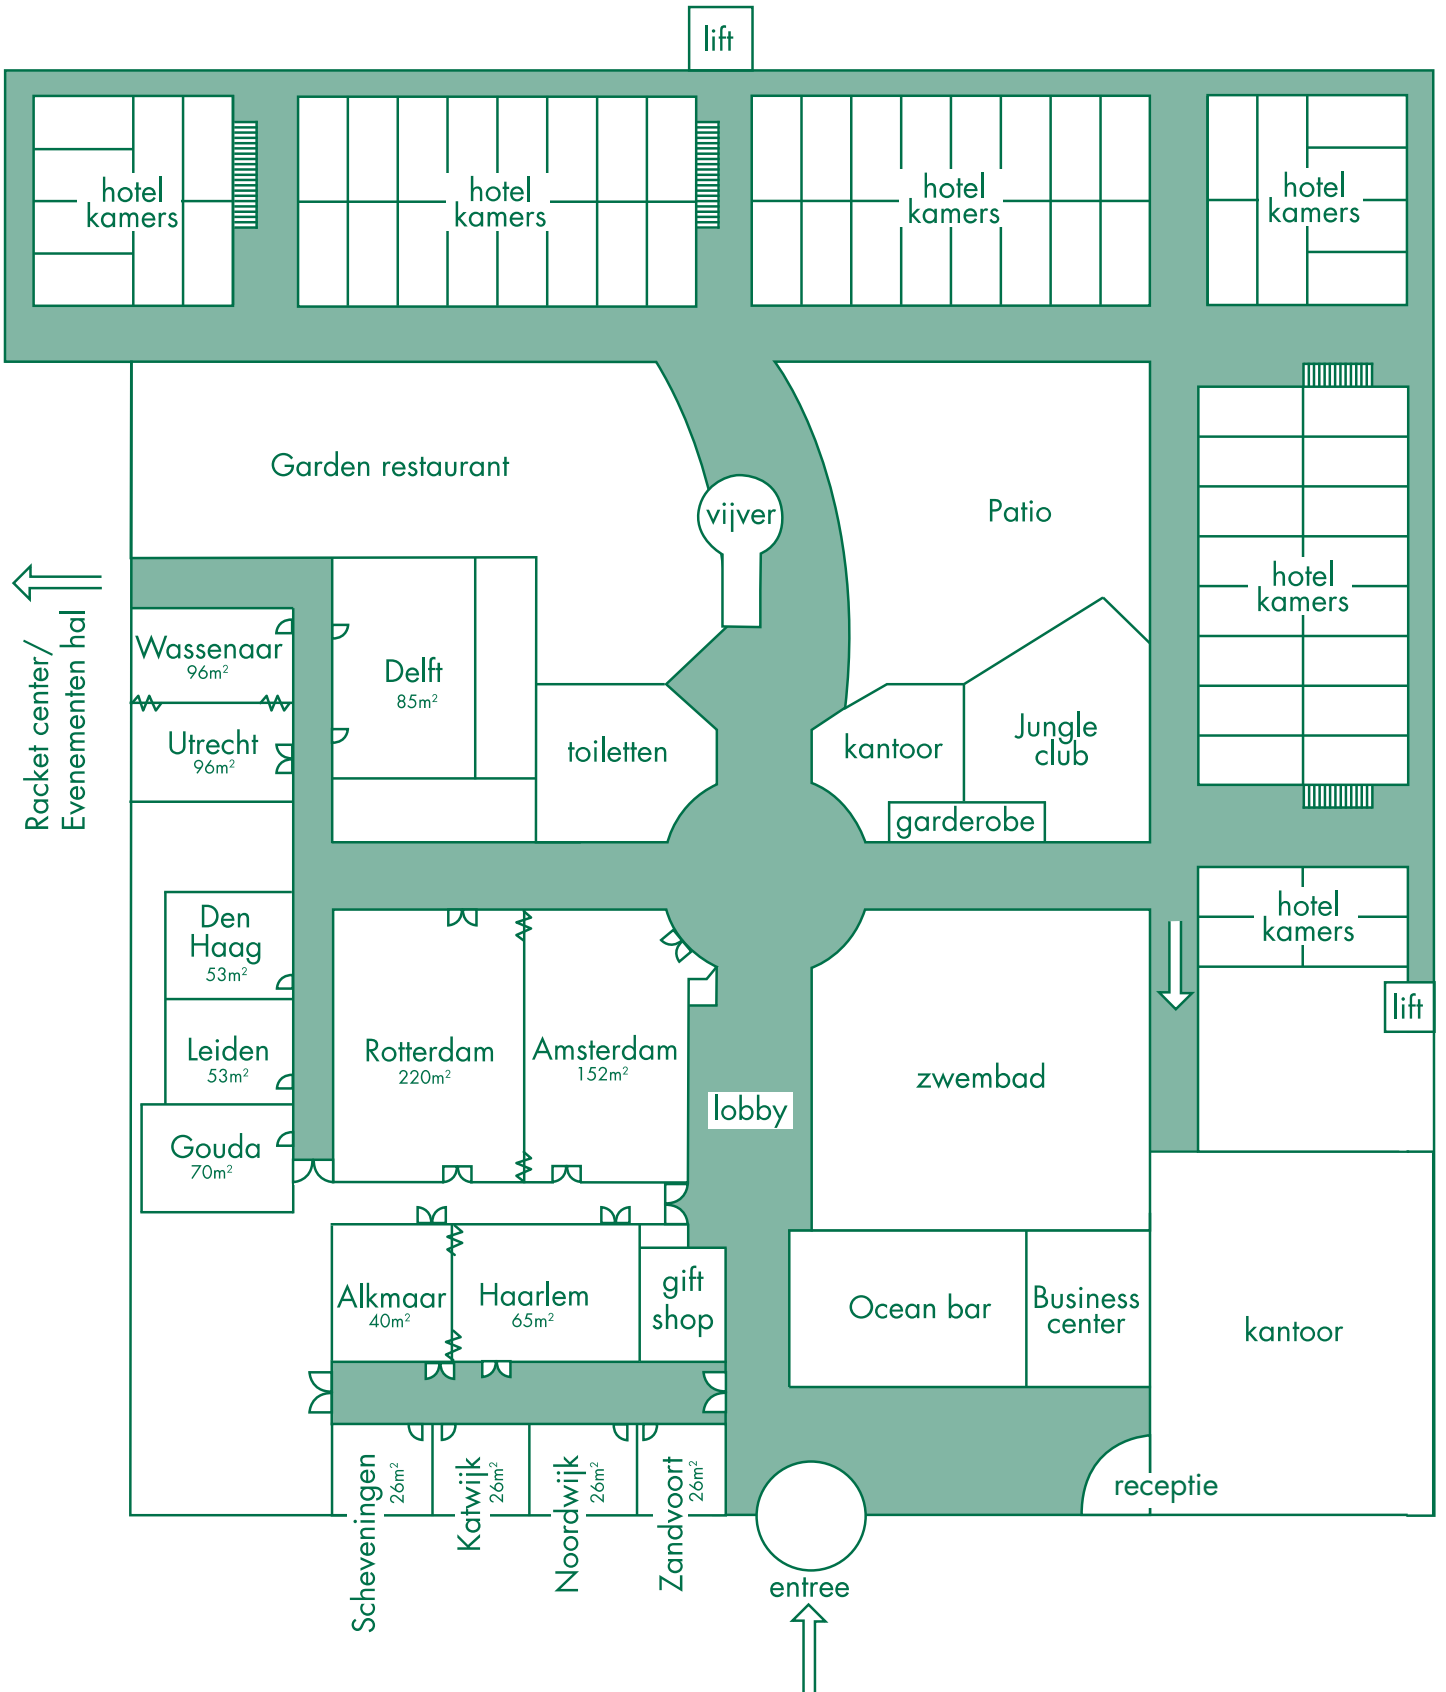 lift
hotel
kamers
hotel
kamers
hotel
kamers
hotel
kamers
Garden restaurant
vijver
Patio
hotel
kamers
Racket center/
Evenementen hal
Wassenaar
96m²
Delft
85m²
Utrecht
96m²
toiletten
kantoor
Jungle
club
garderobe
Den
Haag
53m²
hotel
kamers
lift
Leiden
53m²
Rotterdam
220m²
Amsterdam
152m²
zwembad
lobby
Gouda
70m²
Alkmaar
40m²
Haarlem
65m²
gift
shop
Ocean bar
Business
center
kantoor
Scheveningen
26m²
Katwijk
26m²
Noordwijk
26m²
Zandvoort
26m²
receptie
entree